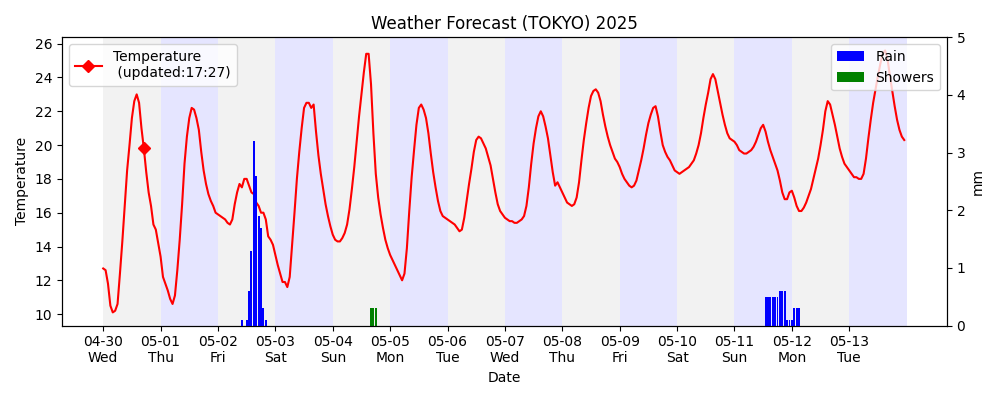 Weather Forecast (TOKYO) 2025
Temperature
(updated:17:27)
Rain
Showers
26
24
22
20
18
16
14
12
10
Temperature
5
4
3
2
1
0
mm
04-30 05-01 05-02 05-03 05-04 05-05 05-06 05-07 05-08 05-09 05-10 05-11 05-12 05-13
Wed Thu Fri Sat Sun Mon Tue Wed Thu Fri Sat Sun Mon Tue
Date